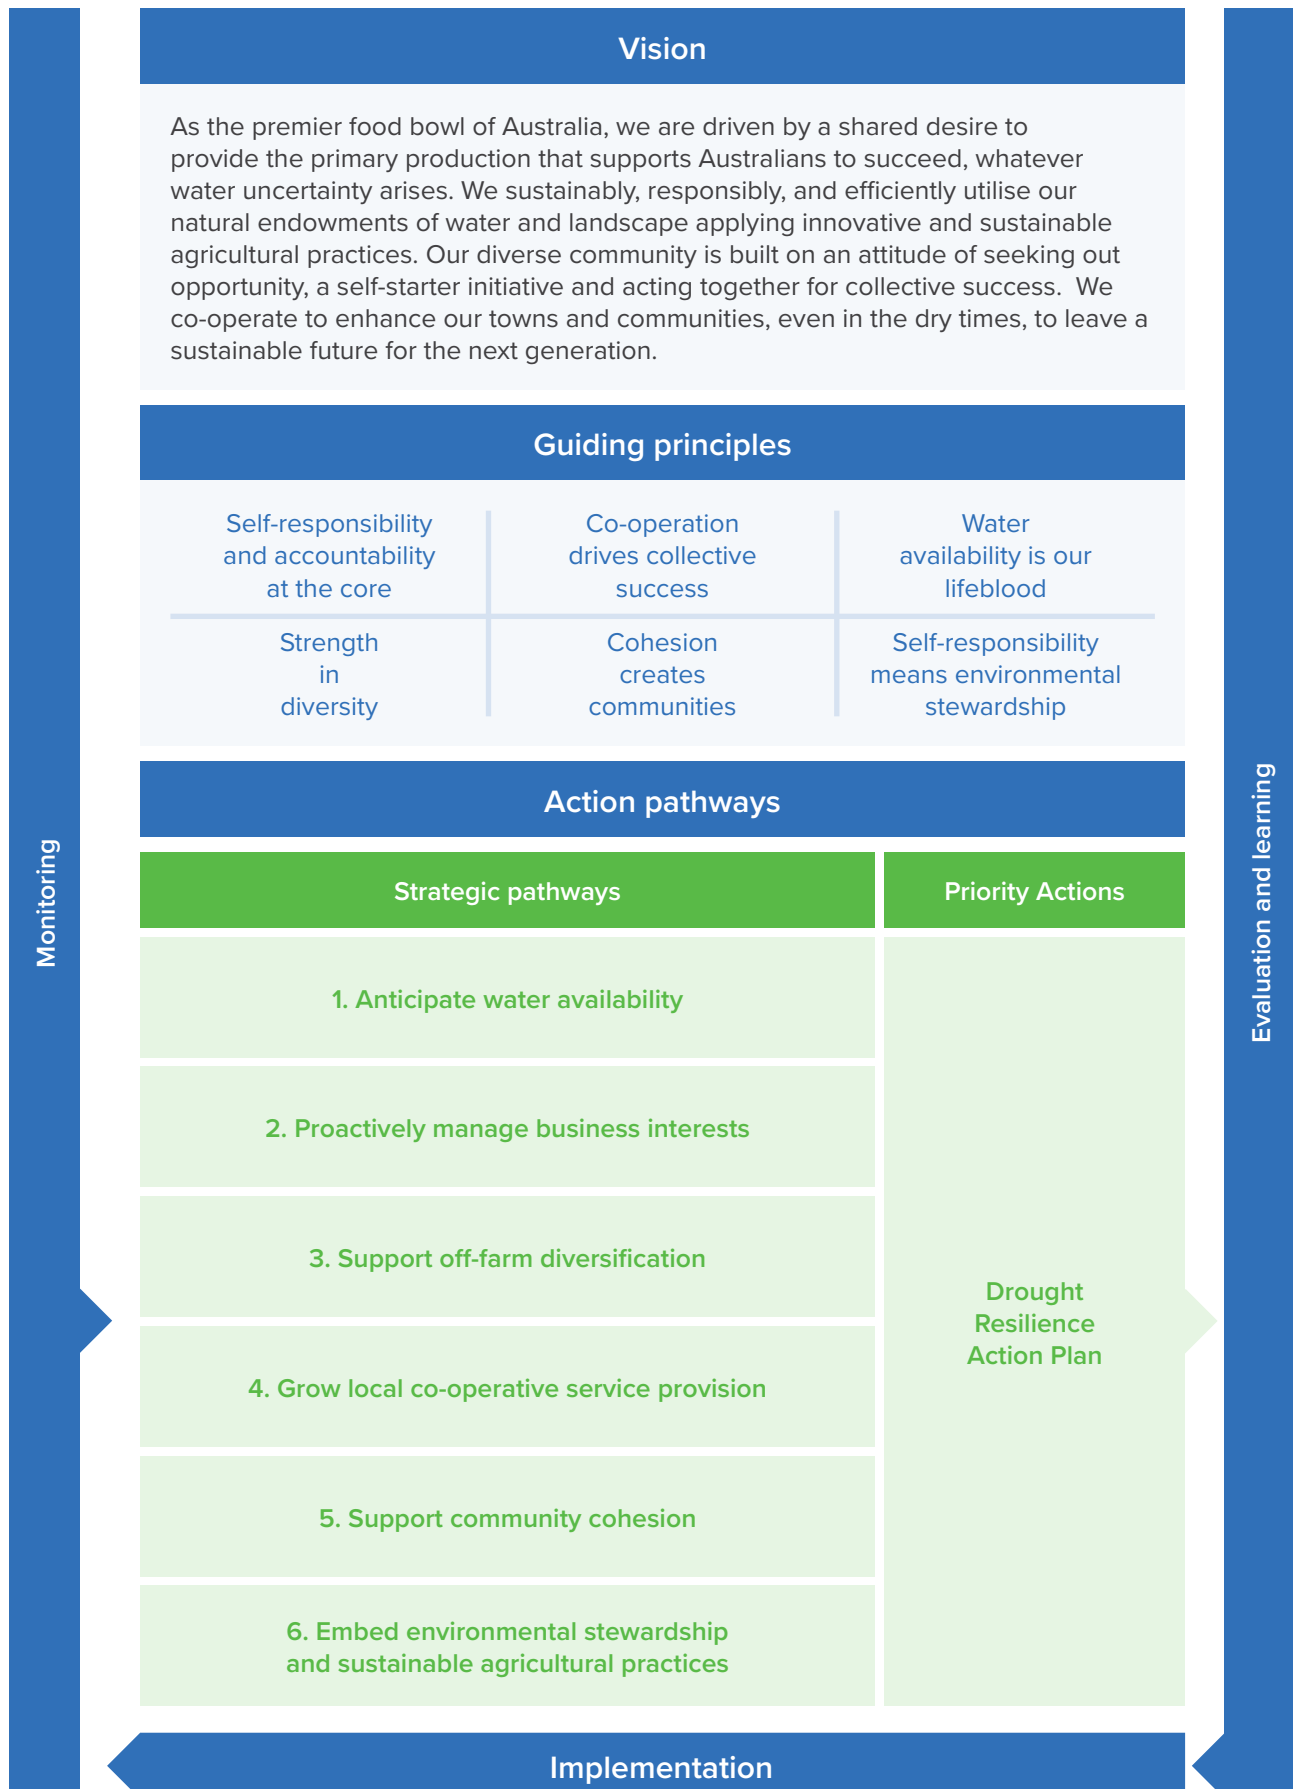 Vision
As the premier food bowl of Australia, we are driven by a shared desire to
provide the primary production that supports Australians to succeed, whatever
water uncertainty arises. We sustainably, responsibly, and efficiently utilise our
natural endowments of water and landscape applying innovative and sustainable
agricultural practices. Our diverse community is built on an attitude of seeking out
opportunity, a self-starter initiative and acting together for collective success.  We
co-operate to enhance our towns and communities, even in the dry times, to leave a
sustainable future for the next generation.
Guiding principles
Self-responsibility
and accountability
at the core
Co-operation
drives collective
success
Water
availability is our
lifeblood
Strength
in
diversity
Cohesion
creates
communities
Self-responsibility
means environmental
stewardship
Action pathways
Strategic pathways
Priority Actions
1. Anticipate water availability
2. Proactively manage business interests
3. Support off-farm diversification
4. Grow local co-operative service provision
5. Support community cohesion
6. Embed environmental stewardship
and sustainable agricultural practices
Drought
Resilience
Action Plan
Monitoring
Evaluation and learning
Implementation